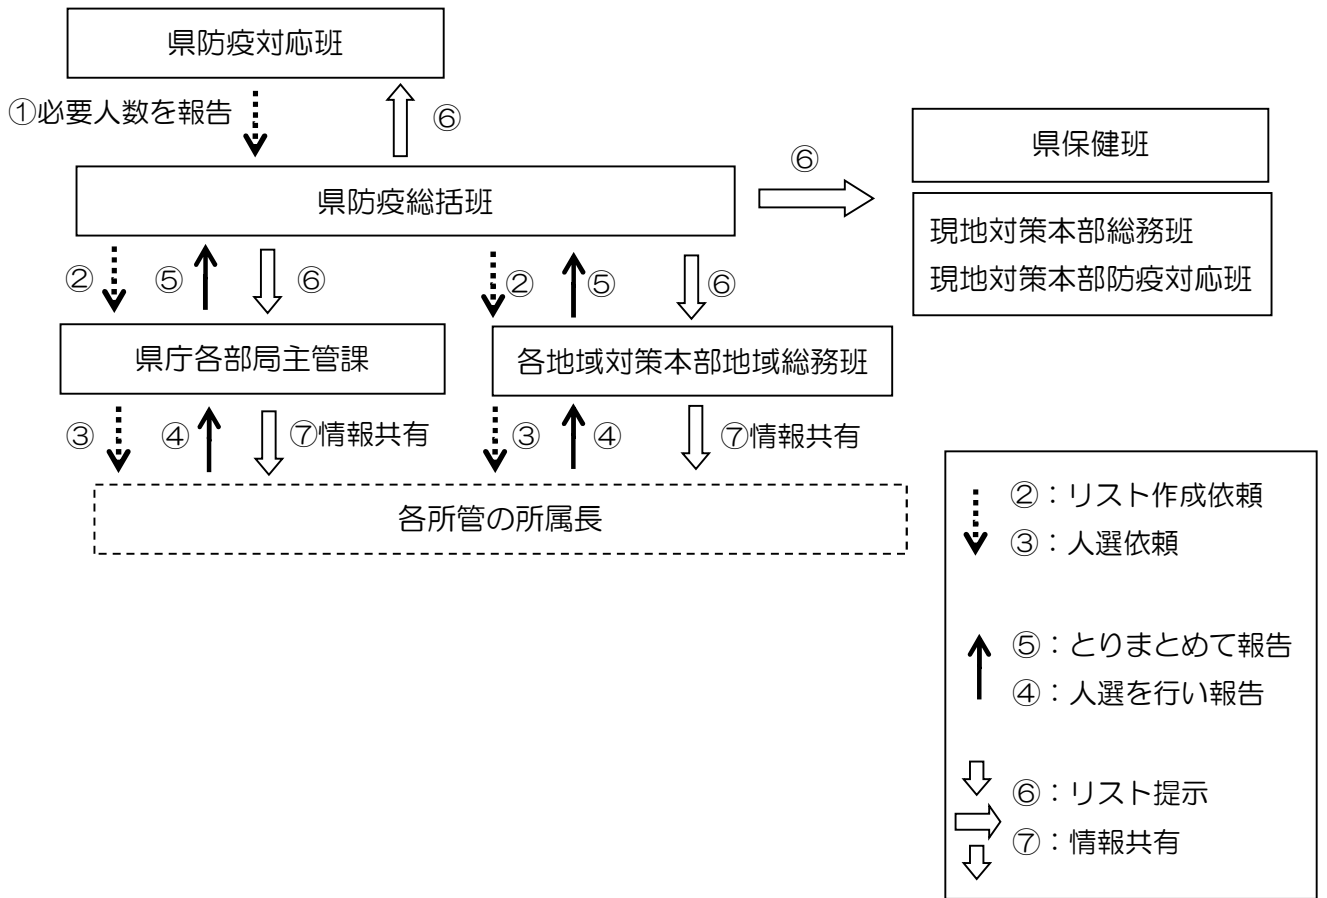 県防疫対応班
①必要人数を報告
⑥
県保健班
⑥
県防疫総括班
現地対策本部総務班
現地対策本部防疫対応班
② ⑤ ⑥ ② ⑤ ⑥
県庁各部局主管課
各地域対策本部地域総務班
③ ④ ⑦情報共有 ③ ④ ⑦情報共有
各所管の所属長
②：リスト作成依頼
③：人選依頼
⑤：とりまとめて報告
④：人選を行い報告
⑥：リスト提示
⑦：情報共有